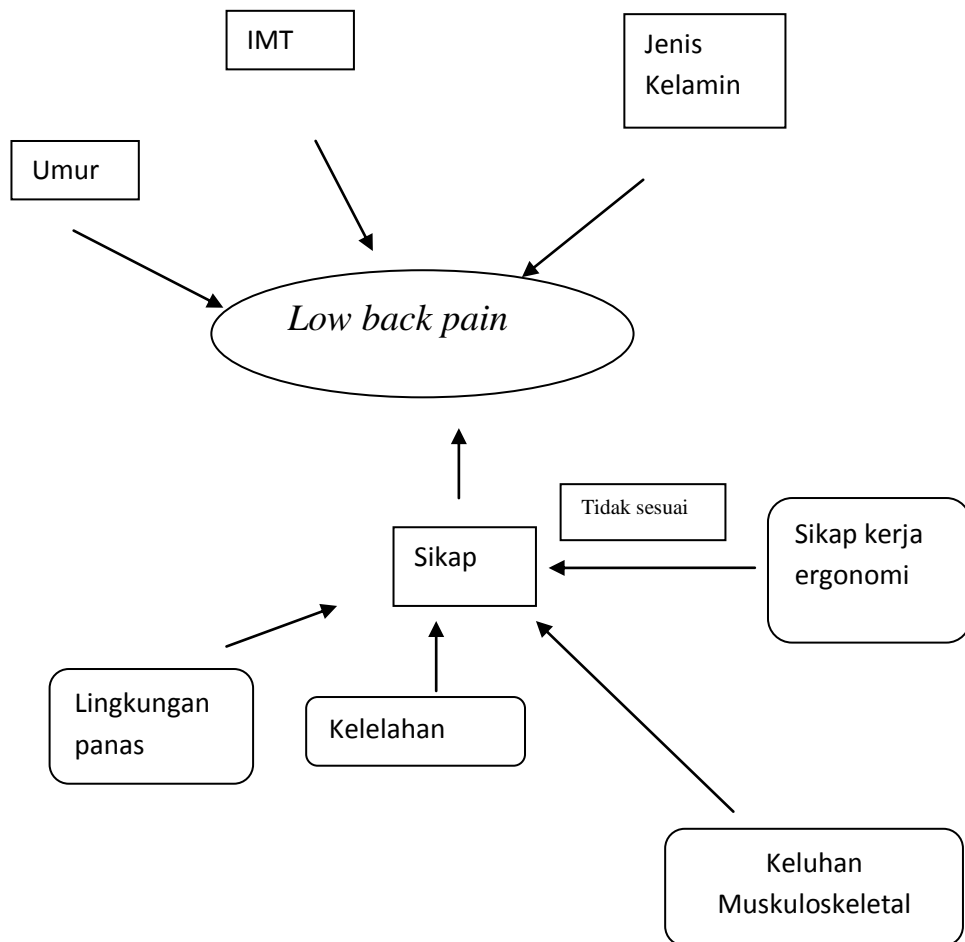 IMT
Jenis
Kelamin
Umur
Low back pain
Tidak sesuai
Sikap kerja
ergonomi
Sikap
Lingkungan
panas
Kelelahan
Keluhan
Muskuloskeletal